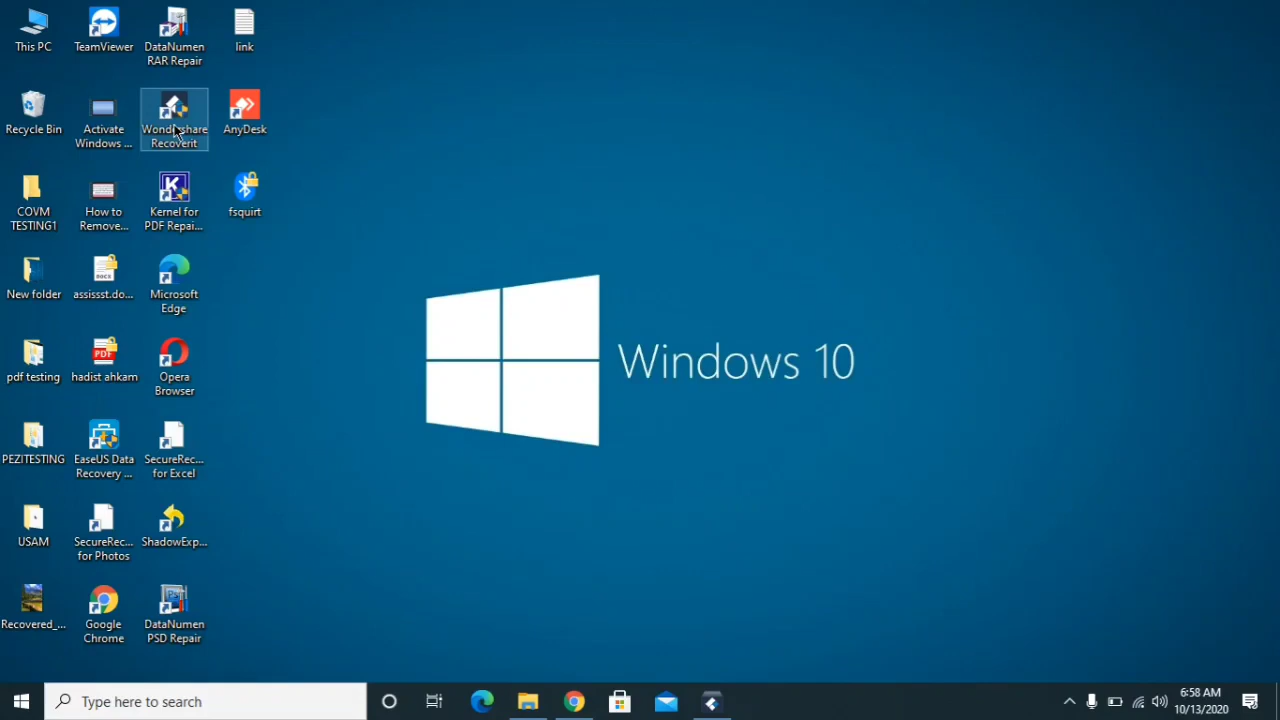 This PC
TeamViewer
DataNumen
RAR Repair
link
Recycle Bin
Activate
Windows ...
Wondershare
Recoverit
AnyDesk
COVM
TESTING1
How to
Remove...
Kernel for
PDF Repai...
fsquirt
New folder
assissst.do...
Microsoft
Edge
pdf testing
PDF
hadist ahkam
Opera
Browser
PEZITESTING
EaseUS Data
Recovery ...
SecureRec...
for Excel
USAM
SecureRec...
for Photos
ShadowExp...
Recovered_...
Google
Chrome
DataNumen
PSD Repair
Windows 10
Type here to search
6:58 AM
10/13/2020